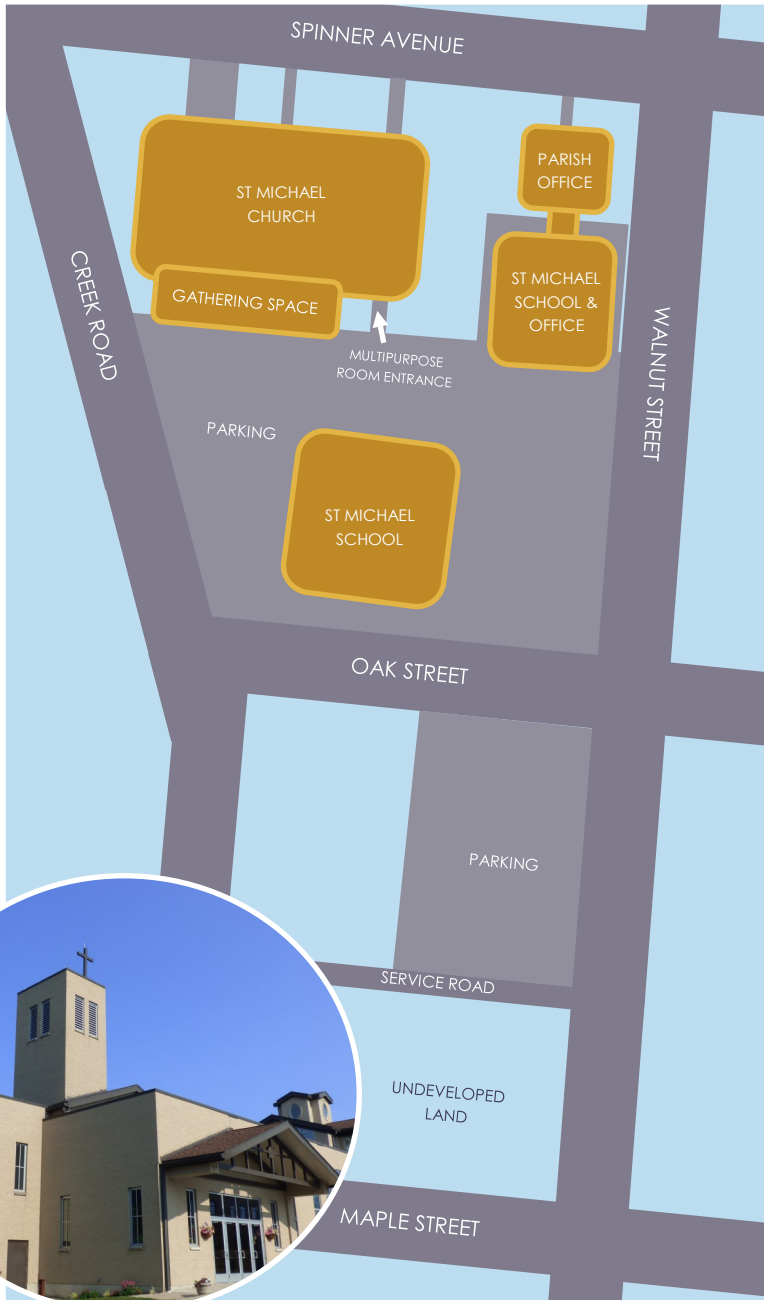 SPINNER AVENUE
PARISH
OFFICE
ST MICHAEL
CHURCH
CREEK ROAD
ST MICHAEL
SCHOOL &
OFFICE
GATHERING SPACE
WALNUT STREET
MULTIPURPOSE
ROOM ENTRANCE
PARKING
ST MICHAEL
SCHOOL
OAK STREET
PARKING
SERVICE ROAD
UNDEVELOPED
LAND
MAPLE STREET